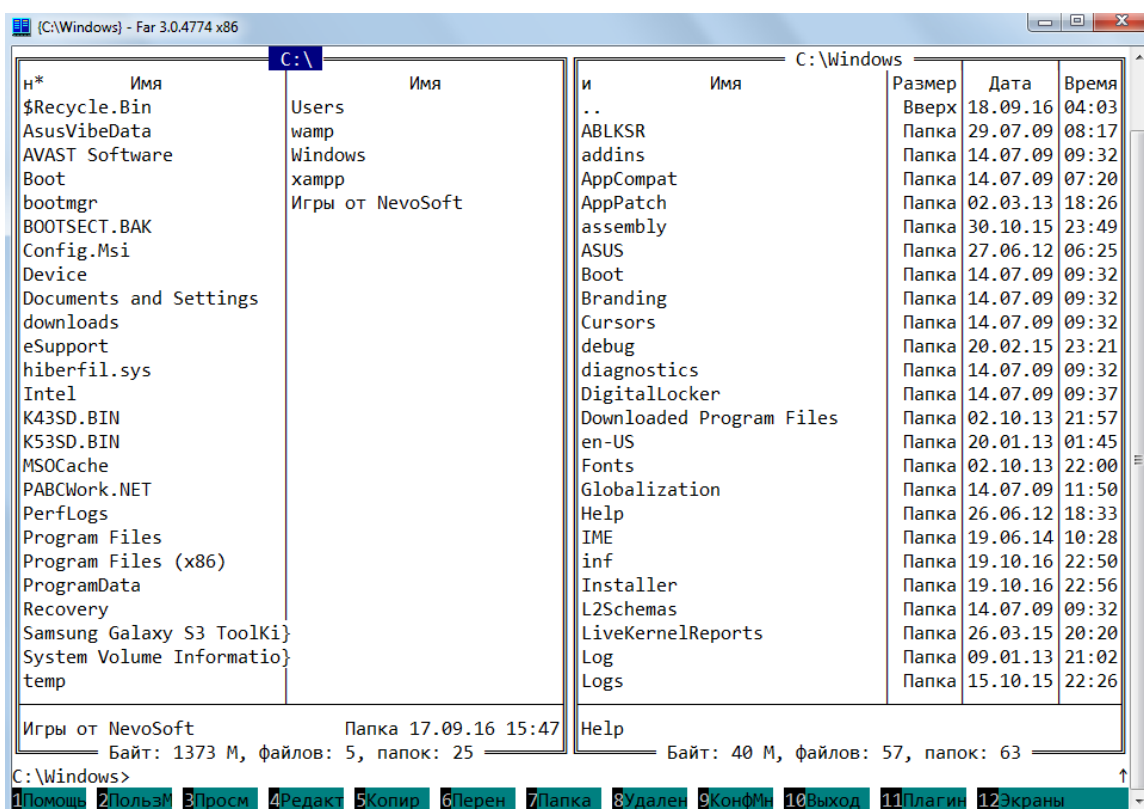 {C:\Windows} - Far 3.0.4774 x86
C:\
н* Имя Имя
$Recycle.Bin Users
AsusVibeData wamp
AVAST Software Windows
Boot xampp
bootmgr Игры от NevoSoft
BOOTSECT.BAK
Config.Msi
Device
Documents and Settings
downloads
eSupport
hiberfil.sys
Intel
K43SD.BIN
K53SD.BIN
MSOCache
PABCWork.NET
PerfLogs
Program Files
Program Files (x86)
ProgramData
Recovery
Samsung Galaxy S3 ToolKi}
System Volume Informatio}
temp
Игры от NevoSoft Папка 17.09.16 15:47
Байт: 1373 М, файлов: 5, папок: 25
C:\Windows
и Имя Размер Дата Время
.. Вверх 18.09.16 04:03
ABLKSR Папка 29.07.09 08:17
addins Папка 14.07.09 09:32
AppCompat Папка 14.07.09 07:20
AppPatch Папка 02.03.13 18:26
assembly Папка 30.10.15 23:49
ASUS Папка 27.06.12 06:25
Boot Папка 14.07.09 09:32
Branding Папка 14.07.09 09:32
Cursors Папка 14.07.09 09:32
debug Папка 20.02.15 23:21
diagnostics Папка 14.07.09 09:32
DigitalLocker Папка 14.07.09 09:37
Downloaded Program Files Папка 02.10.13 21:57
en-US Папка 20.01.13 01:45
Fonts Папка 02.10.13 22:00
Globalization Папка 14.07.09 11:50
Help Папка 26.06.12 18:33
IME Папка 19.06.14 10:28
inf Папка 19.10.16 22:50
Installer Папка 19.10.16 22:56
L2Schemas Папка 14.07.09 09:32
LiveKernelReports Папка 26.03.15 20:20
Log Папка 09.01.13 21:02
Logs Папка 15.10.15 22:26
Help
Байт: 40 М, файлов: 57, папок: 63
C:\Windows> ↑
1Помощь 2ПользМ 3Просм 4Редакт 5Копир 6Перен 7Папка 8Удален 9КонфМн 10Выход 11Плагин 12Экраны